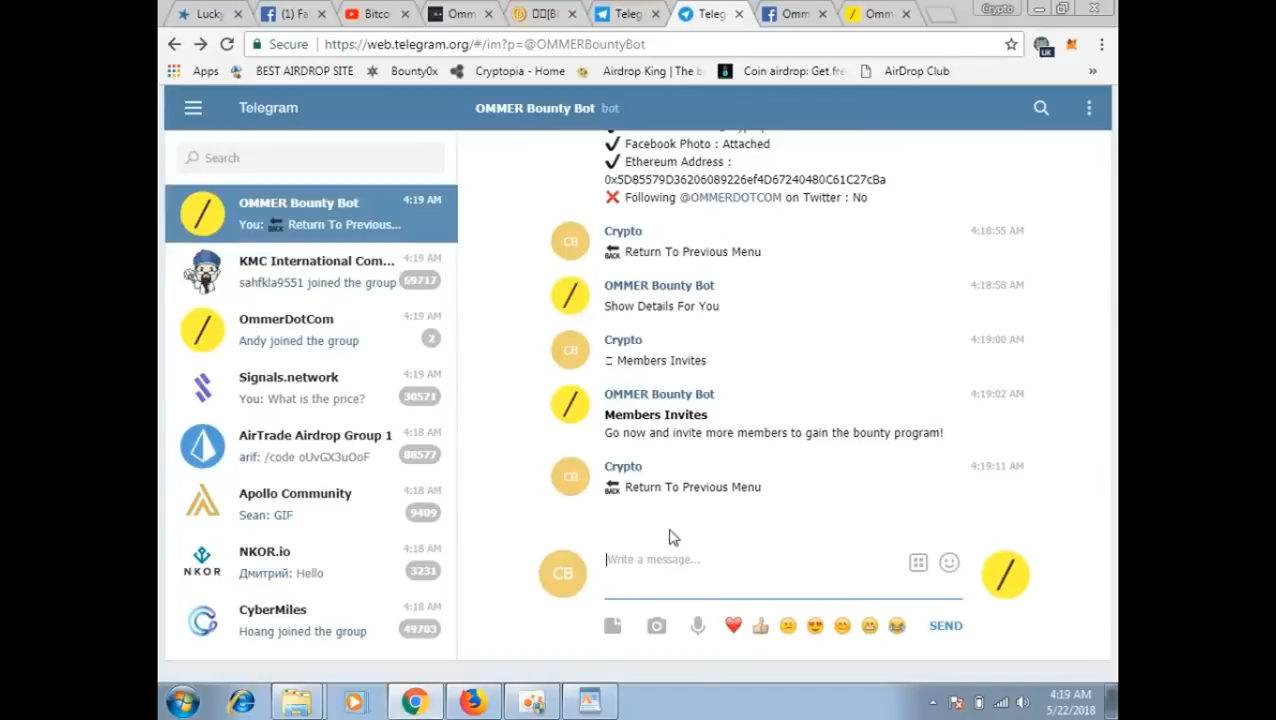 Lucky
(1) Fa
Bitco
Omm
Teleg
Teleg
Omm
Omm
Crypto
Secure
https://web.telegram.org/#/im?p=@OMMERBountyBot
UK
Apps
BEST AIRDROP SITE
Bounty0x
Cryptopia - Home
Airdrop King | The b
Coin airdrop: Get fre
AirDrop Club
»
Telegram
OMMER Bounty Bot bot
Search
OMMER Bounty Bot 4:19 AM
You: BACK Return To Previous...
KMC International Com... 4:19 AM
sahfkla9551 joined the group 69717
OmmerDotCom 4:19 AM
Andy joined the group 2
Signals.network 4:19 AM
You: What is the price? 30571
AirTrade Airdrop Group 1 4:18 AM
arif: /code oUvGX3uOoF 88577
Apollo Community 4:18 AM
Sean: GIF 9409
NKOR
NKOR.io 4:18 AM
Дмитрий: Hello 3231
CyberMiles 4:18 AM
Hoang joined the group 49703
✔ Facebook Photo : Attached
✔ Ethereum Address :
0x5D85579D36206089226ef4D67240480C61C27cBa
❌ Following @OMMERDOTCOM on Twitter : No
CB Crypto 4:18:55 AM
BACK Return To Previous Menu
OMMER Bounty Bot 4:18:58 AM
Show Details For You
CB Crypto 4:19:00 AM
Members Invites
OMMER Bounty Bot 4:19:02 AM
Members Invites
Go now and invite more members to gain the bounty program!
CB Crypto 4:19:11 AM
BACK Return To Previous Menu
CB
Write a message...
SEND
4:19 AM
5/22/2018